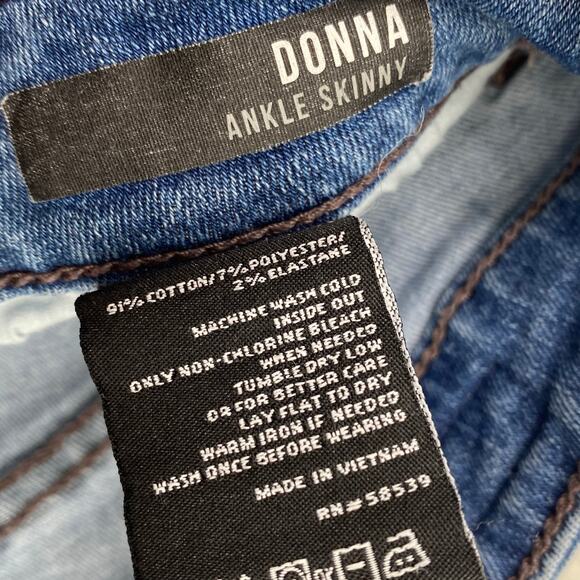 DONNA
ANKLE SKINNY
91% COTTON/7% POLYESTER/
2% ELASTANE
MACHINE WASH COLD
INSIDE OUT
ONLY NON-CHLORINE BLEACH
WHEN NEEDED
TUMBLE DRY LOW
OR FOR BETTER CARE
LAY FLAT TO DRY
WARM IRON IF NEEDED
WASH ONCE BEFORE WEARING
MADE IN VIETNAM
RN# 58539
or